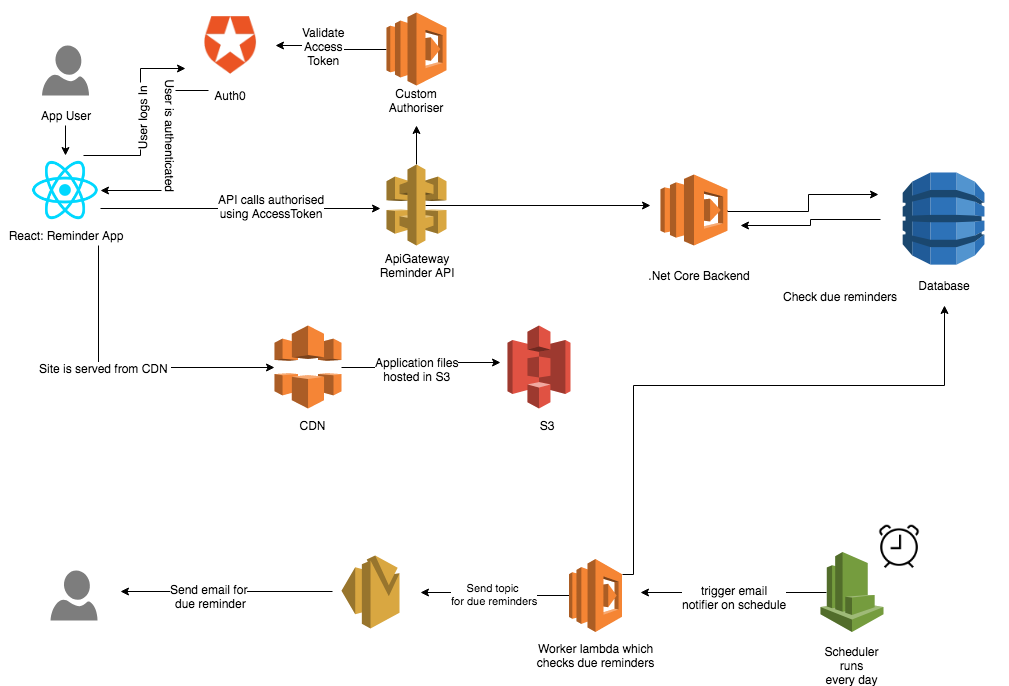 Validate
Access
Token
Auth0
Custom
Authoriser
App User
User logs In
User is authenticated
API calls authorised
using AccessToken
React: Reminder App
ApiGateway
Reminder API
.Net Core Backend
Database
Check due reminders
Site is served from CDN
Application files
hosted in S3
CDN
S3
Send email for
due reminder
Send topic
for due reminders
trigger email
notifier on schedule
Worker lambda which
checks due reminders
Scheduler
runs
every day